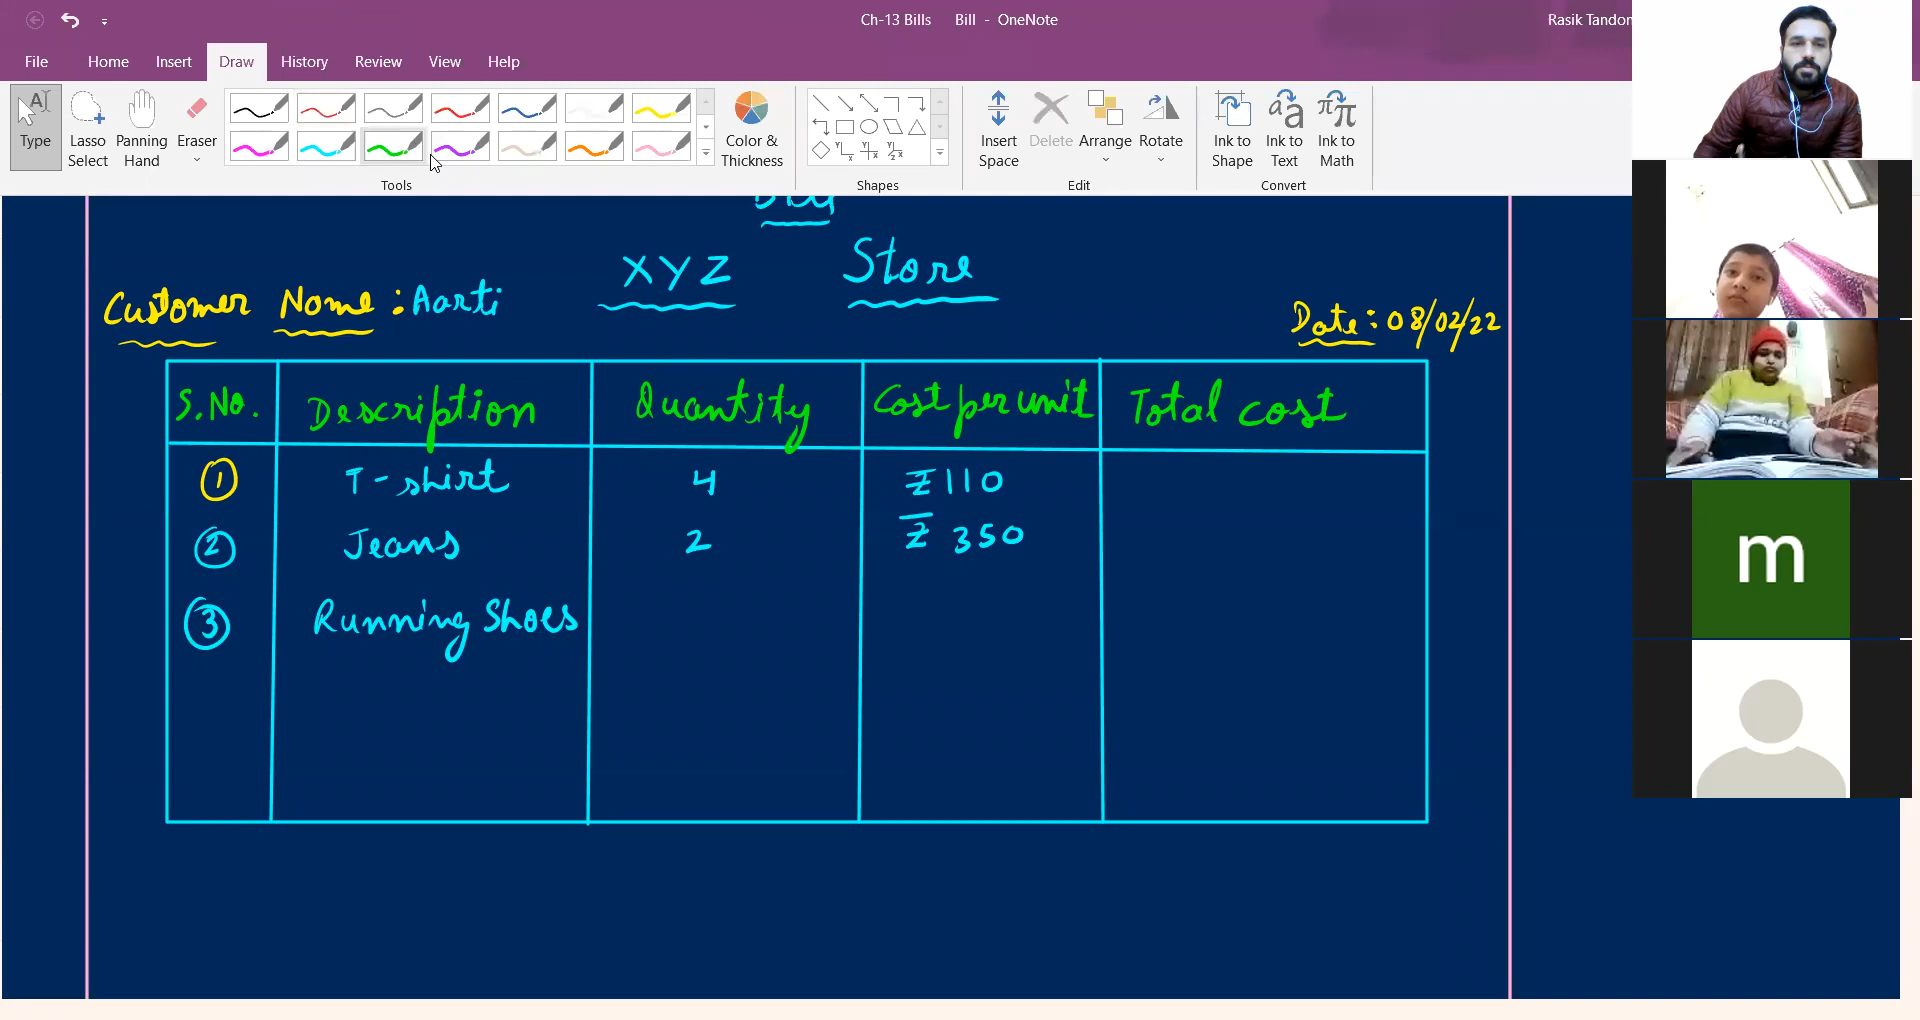 Ch-13 Bills Bill - OneNote
Rasik Tandon
File Home Insert Draw History Review View Help
Type
Lasso Select
Panning Hand
Eraser
Color & Thickness
Insert Space
Delete
Arrange
Rotate
Ink to Shape
Ink to Text
Ink to Math
Tools Shapes Edit Convert
XYZ Store
Customer Name : Aarti
Date: 08/02/22
S.No. Description Quantity Cost per unit Total cost
1 T-shirt 4 ₹110
2 Jeans 2 ₹ 350
3 Running Shoes
m